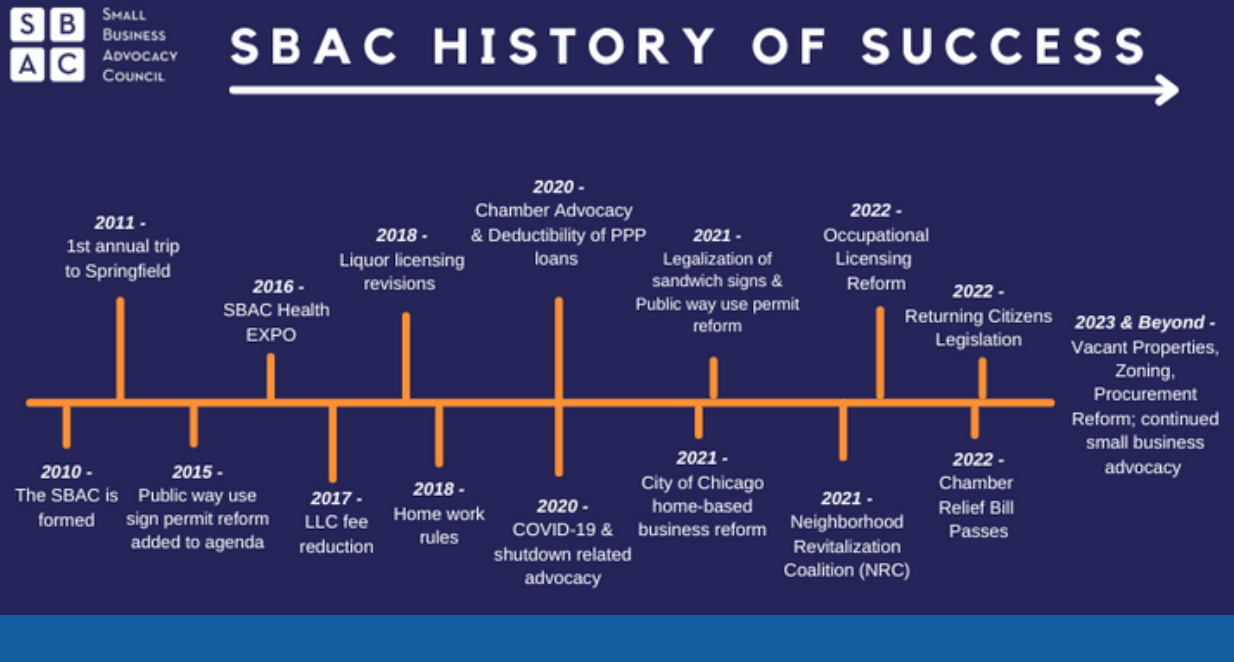 S B
A C
SMALL
BUSINESS
ADVOCACY
COUNCIL
SBAC HISTORY OF SUCCESS
2011 -
1st annual trip
to Springfield
2016 -
SBAC Health
EXPO
2018 -
Liquor licensing
revisions
2020 -
Chamber Advocacy
& Deductibility of PPP
loans
2021 -
Legalization of
sandwich signs &
Public way use permit
reform
2022 -
Occupational
Licensing
Reform
2022 -
Returning Citizens
Legislation
2023 & Beyond -
Vacant Properties,
Zoning,
Procurement
Reform; continued
small business
advocacy
2010 -
The SBAC is
formed
2015 -
Public way use
sign permit reform
added to agenda
2017 -
LLC fee
reduction
2018 -
Home work
rules
2020 -
COVID-19 &
shutdown related
advocacy
2021 -
City of Chicago
home-based
business reform
2021 -
Neighborhood
Revitalization
Coalition (NRC)
2022 -
Chamber
Relief Bill
Passes